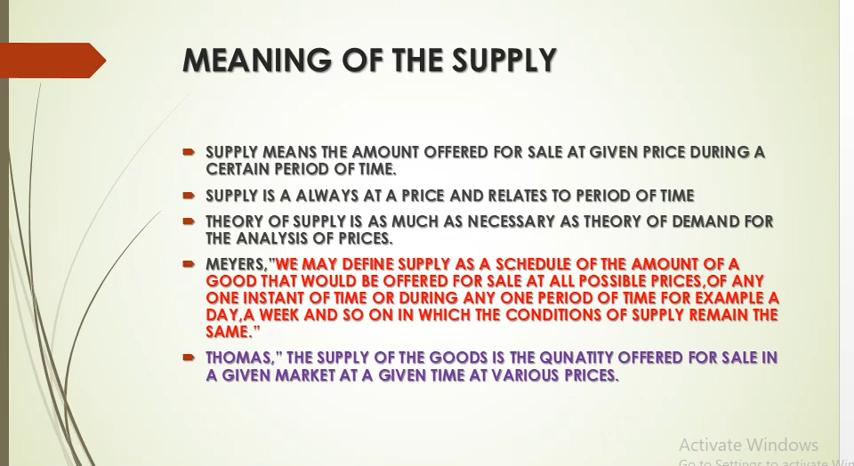 MEANING OF THE SUPPLY
SUPPLY MEANS THE AMOUNT OFFERED FOR SALE AT GIVEN PRICE DURING A
CERTAIN PERIOD OF TIME.
SUPPLY IS A ALWAYS AT A PRICE AND RELATES TO PERIOD OF TIME
THEORY OF SUPPLY IS AS MUCH AS NECESSARY AS THEORY OF DEMAND FOR
THE ANALYSIS OF PRICES.
MEYERS,"WE MAY DEFINE SUPPLY AS A SCHEDULE OF THE AMOUNT OF A
GOOD THAT WOULD BE OFFERED FOR SALE AT ALL POSSIBLE PRICES,OF ANY
ONE INSTANT OF TIME OR DURING ANY ONE PERIOD OF TIME FOR EXAMPLE A
DAY,A WEEK AND SO ON IN WHICH THE CONDITIONS OF SUPPLY REMAIN THE
SAME."
THOMAS," THE SUPPLY OF THE GOODS IS THE QUNATITY OFFERED FOR SALE IN
A GIVEN MARKET AT A GIVEN TIME AT VARIOUS PRICES.
Activate Windows
Go to Settings to activate Win